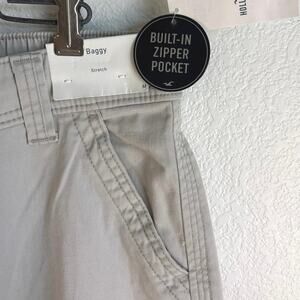 Baggy
Stretch
BUILT-IN
ZIPPER
POCKET